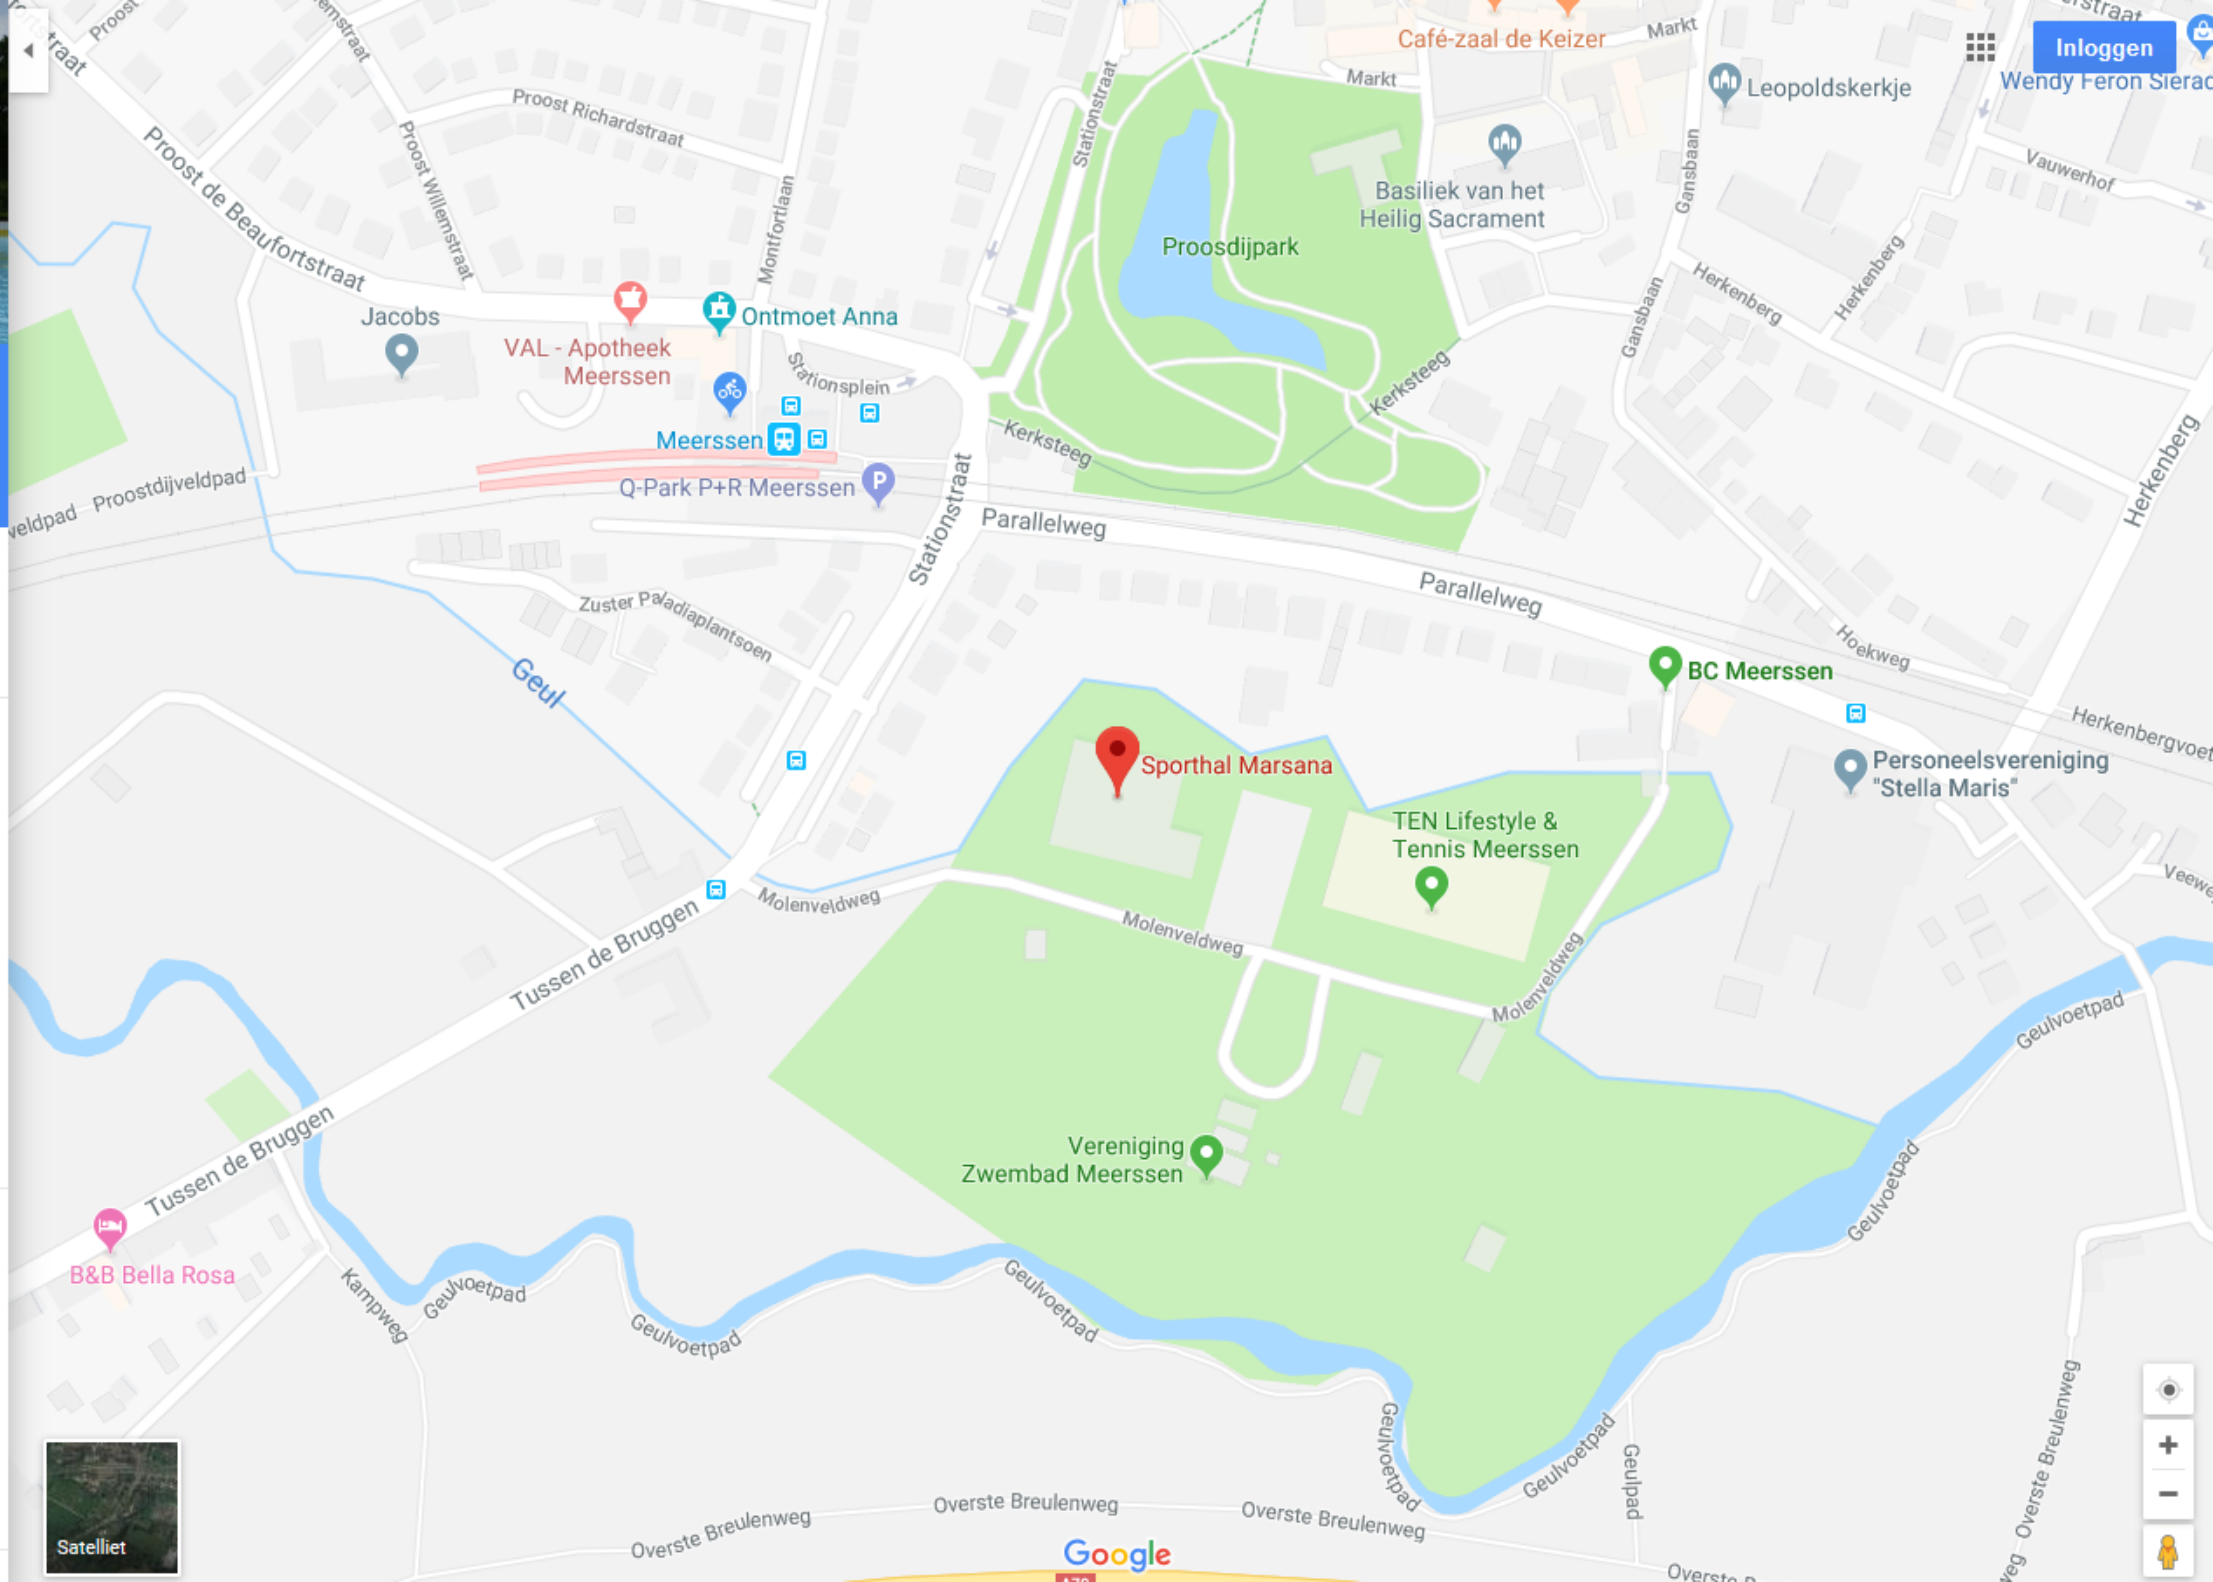 Proost
Markt
Café-zaal de Keizer
Inloggen
Wendy Feron Sierad
Markt
Leopoldskerkje
Stationstraat
Proost Richardstraat
Proost Willemstraat
Proost de Beaufortstraat
Montfortlaan
Gansbaan
Vauwerhof
Basiliek van het
Heilig Sacrament
Proosdijpark
Herkenberg
Herkenberg
Gansbaan
Jacobs
Ontmoet Anna
VAL - Apotheek
Meerssen
Stationsplein
Kerksteeg
Kerksteeg
Meerssen
Herkenberg
Q-Park P+R Meerssen
P
Proostdijveldpad
veldpad
Stationstraat
Parallelweg
Parallelweg
Zuster Paladiaplantsoen
Hoekweg
Geul
BC Meerssen
Herkenbergvoet
Sporthal Marsana
Personeelsvereniging
"Stella Maris"
TEN Lifestyle &
Tennis Meerssen
Veewe
Molenveldweg
Molenveldweg
Molenveldweg
Tussen de Bruggen
Geulvoetpad
Tussen de Bruggen
Vereniging
Zwembad Meerssen
Geulvoetpad
B&B Bella Rosa
Kampweg
Geulvoetpad
Geulvoetpad
Geulvoetpad
Geulvoetpad
Geulvoetpad
Geulpad
Overste Breulenweg
Overste Breulenweg
Overste Breulenweg
Overste Breulenweg
Satelliet
Google